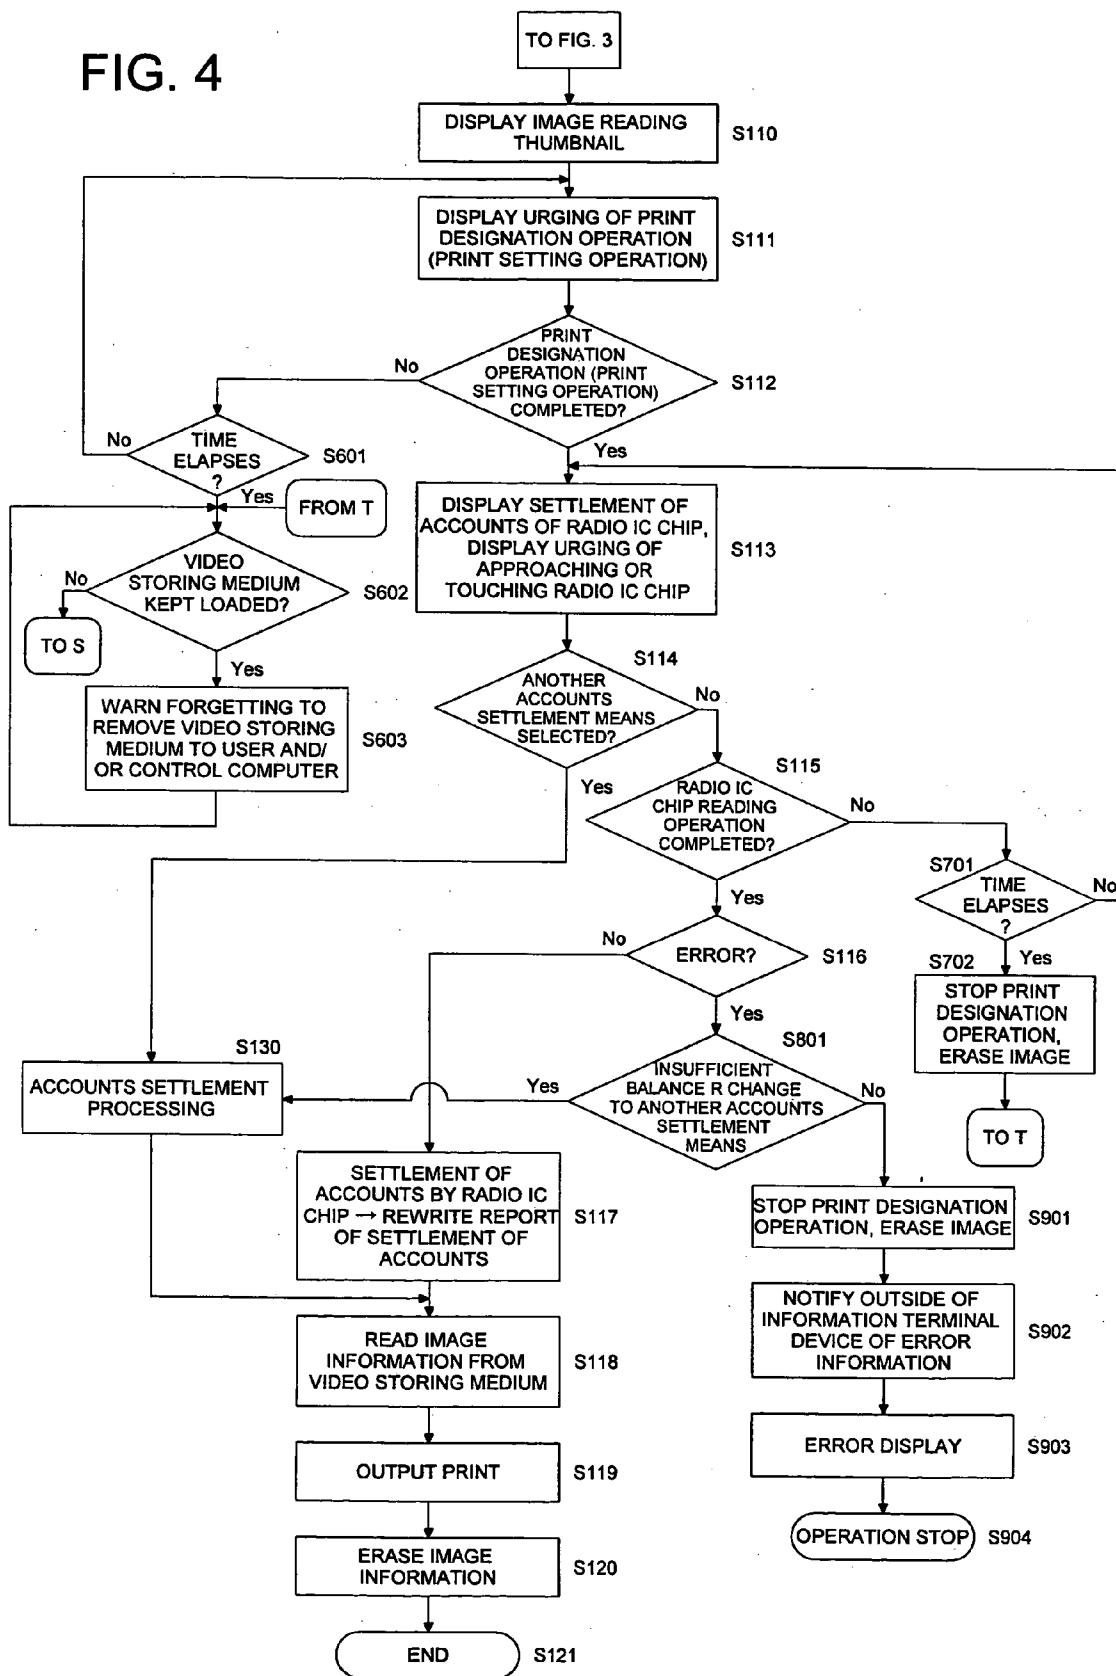 FIG. 4
TO FIG. 3
DISPLAY IMAGE READING
THUMBNAIL
S110
DISPLAY URGING OF PRINT
DESIGNATION OPERATION
(PRINT SETTING OPERATION)
S111
PRINT
DESIGNATION
OPERATION (PRINT
SETTING OPERATION)
COMPLETED?
S112
No
Yes
TIME
ELAPSES
?
S601
No
Yes
FROM T
VIDEO
STORING MEDIUM
KEPT LOADED?
S602
No
TO S
Yes
WARN FORGETTING TO
REMOVE VIDEO STORING
MEDIUM TO USER AND/
OR CONTROL COMPUTER
S603
DISPLAY SETTLEMENT OF
ACCOUNTS OF RADIO IC CHIP,
DISPLAY URGING OF
APPROACHING OR
TOUCHING RADIO IC CHIP
S113
S114
ANOTHER
ACCOUNTS
SETTLEMENT MEANS
SELECTED?
No
Yes
S115
RADIO IC
CHIP READING
OPERATION
COMPLETED?
No
Yes
S701
TIME
ELAPSES
?
No
Yes
S702
STOP PRINT
DESIGNATION
OPERATION,
ERASE IMAGE
TO T
ERROR?
S116
No
Yes
S801
INSUFFICIENT
BALANCE R CHANGE
TO ANOTHER ACCOUNTS
SETTLEMENT
MEANS
Yes
No
S130
ACCOUNTS SETTLEMENT
PROCESSING
SETTLEMENT OF
ACCOUNTS BY RADIO IC
CHIP → REWRITE REPORT
OF SETTLEMENT OF
ACCOUNTS
S117
STOP PRINT DESIGNATION
OPERATION, ERASE IMAGE
S901
NOTIFY OUTSIDE OF
INFORMATION TERMINAL
DEVICE OF ERROR
INFORMATION
S902
READ IMAGE
INFORMATION FROM
VIDEO STORING MEDIUM
S118
ERROR DISPLAY
S903
OUTPUT PRINT
S119
OPERATION STOP
S904
ERASE IMAGE
INFORMATION
S120
END
S121